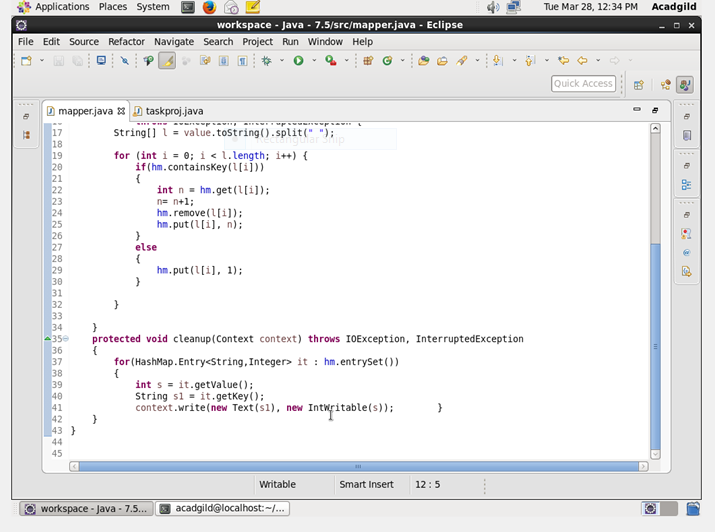 Applications Places System Tue Mar 28, 12:34 PM Acadgild
workspace - Java - 7.5/src/mapper.java - Eclipse
File Edit Source Refactor Navigate Search Project Run Window Help
Quick Access
mapper.java taskproj.java
17 String[] l = value.toString().split(" ");
18
19 for (int i = 0; i < l.length; i++) {
20 if(hm.containsKey(l[i]))
21 {
22 int n = hm.get(l[i]);
23 n= n+1;
24 hm.remove(l[i]);
25 hm.put(l[i], n);
26 }
27 else
28 {
29 hm.put(l[i], 1);
30 }
31
32 }
33
34 }
35 protected void cleanup(Context context) throws IOException, InterruptedException
36 {
37 for(HashMap.Entry<String,Integer> it : hm.entrySet())
38 {
39 int s = it.getValue();
40 String s1 = it.getKey();
41 context.write(new Text(s1), new IntWritable(s)); }
42 }
43 }
44
45
Writable Smart Insert 12 : 5
workspace - Java - 7.5... acadgild@localhost:~/...